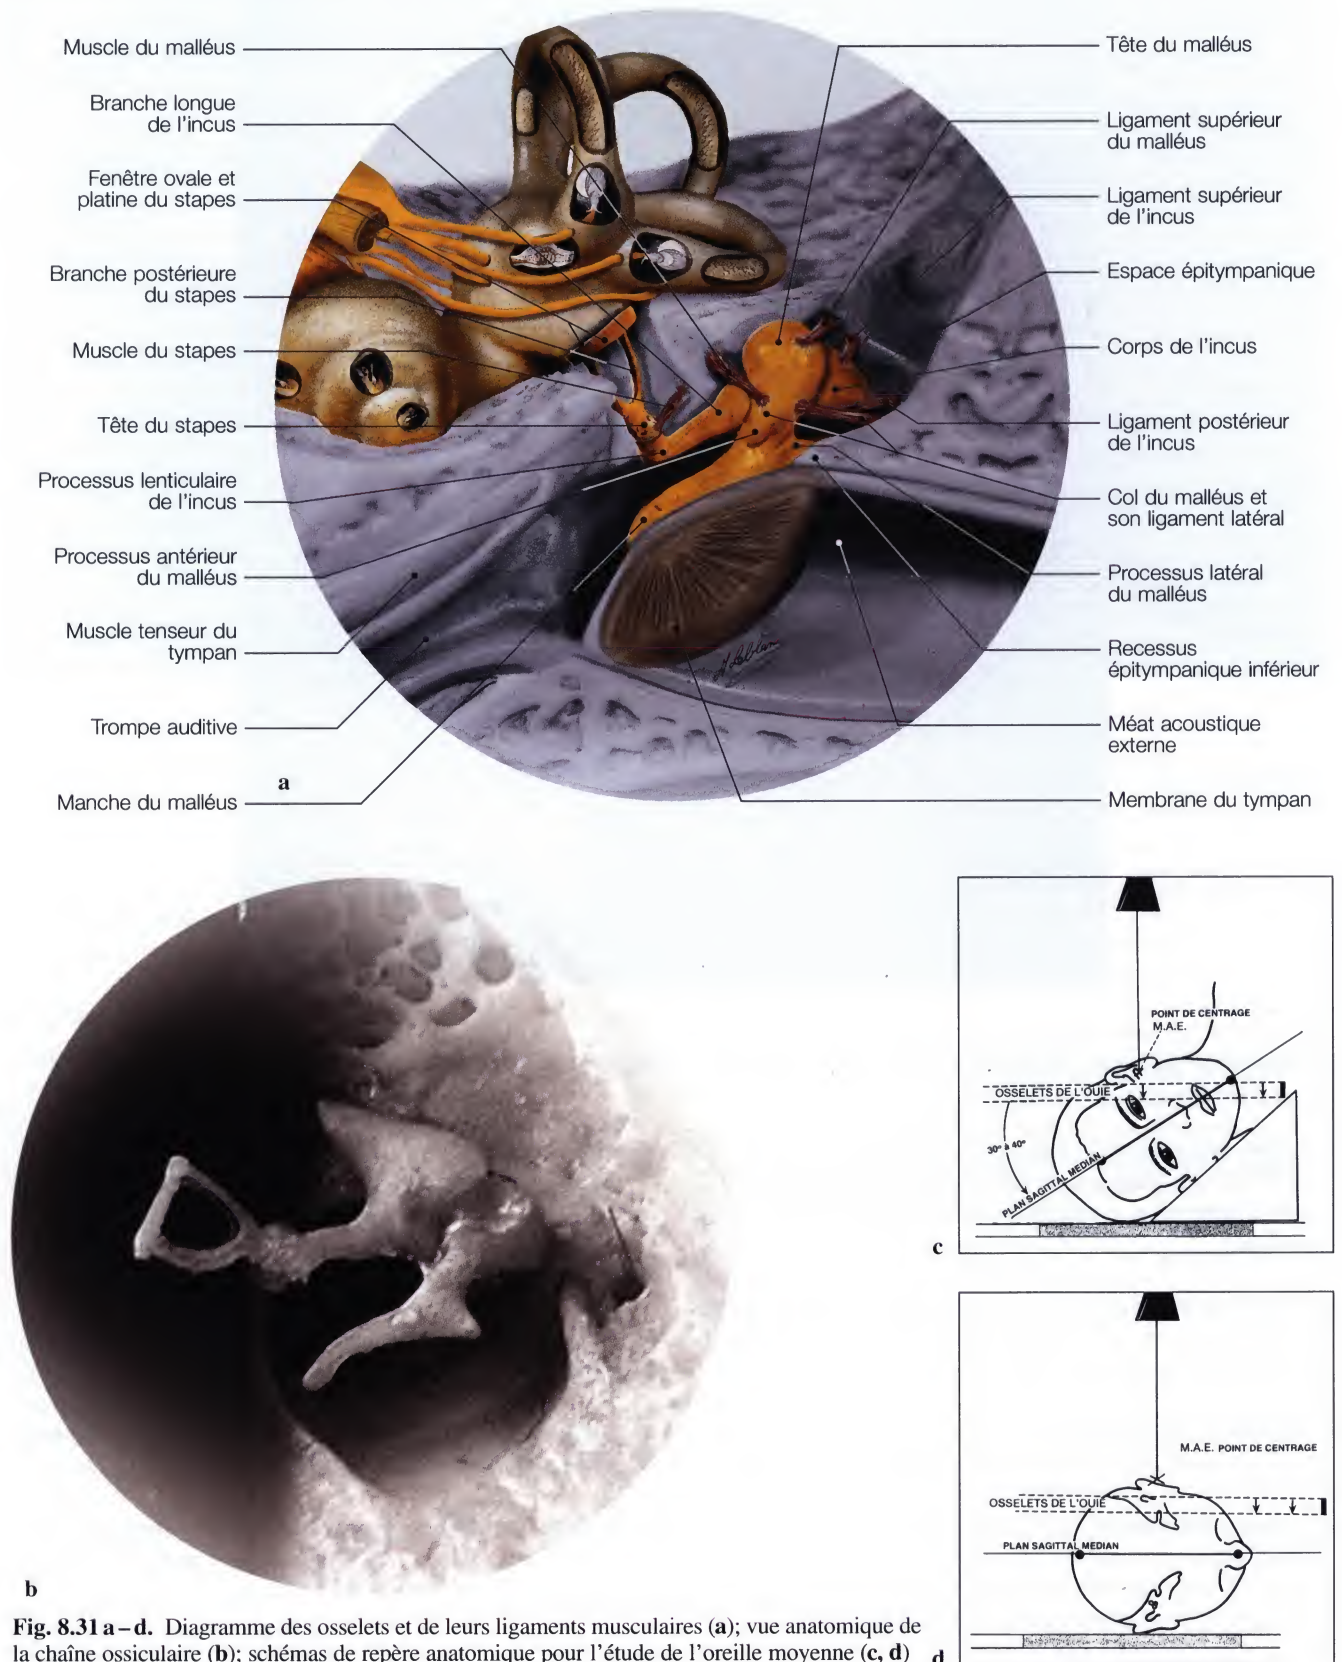 Muscle du malléus
Branche longue
de l'incus
Fenêtre ovale et
platine du stapes
Branche postérieure
du stapes
Muscle du stapes
Tête du stapes
Processus lenticulaire
de l'incus
Processus antérieur
du malléus
Muscle tenseur du
tympan
Trompe auditive
Manche du malléus
a
Tête du malléus
Ligament supérieur
du malléus
Ligament supérieur
de l'incus
Espace épitympanique
Corps de l'incus
Ligament postérieur
de l'incus
Col du malléus et
son ligament latéral
Processus latéral
du malléus
Recessus
épitympanique inférieur
Méat acoustique
externe
Membrane du tympan
b
POINT DE CENTRAGE
M.A.E.
OSSELETS DE L'OUIE
30° à 40°
PLAN SAGITTAL MEDIAN
c
M.A.E. POINT DE CENTRAGE
OSSELETS DE L'OUIE
PLAN SAGITTAL MEDIAN
d
Fig. 8.31 a – d. Diagramme des osselets et de leurs ligaments musculaires (a); vue anatomique de
la chaîne ossiculaire (b); schémas de repère anatomique pour l'étude de l'oreille moyenne (c, d)